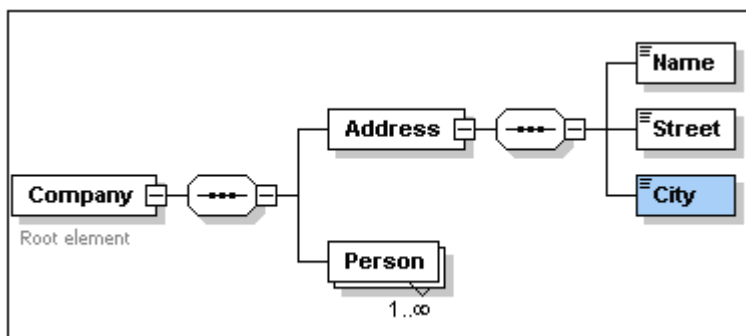 Company
Root element
Address
Name
Street
City
Person
1..∞